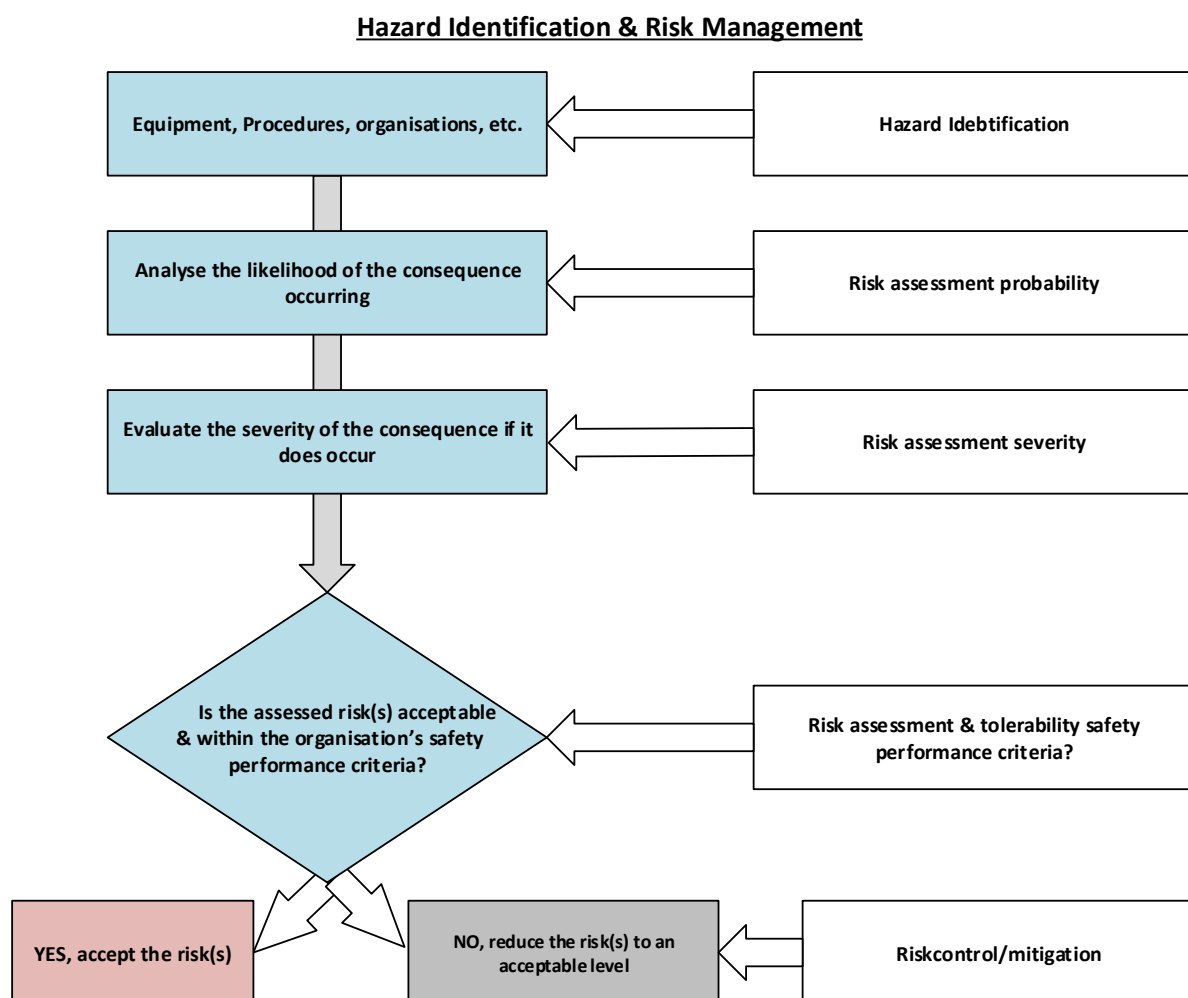 Hazard Identification & Risk Management
Equipment, Procedures, organisations, etc.
Hazard Idebtification
Analyse the likelihood of the consequence
occurring
Risk assessment probability
Evaluate the severity of the consequence if it
does occur
Risk assessment severity
Is the assessed risk(s) acceptable
& within the organisation’s safety
performance criteria?
Risk assessment & tolerability safety
performance criteria?
YES, accept the risk(s)
NO, reduce the risk(s) to an
acceptable level
Riskcontrol/mitigation